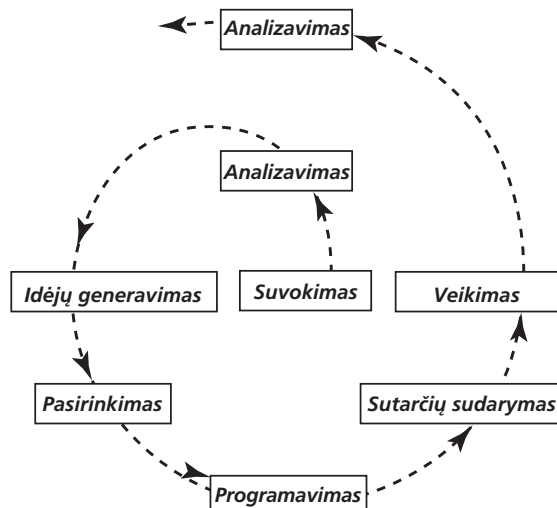 Analizavimas
Analizavimas
Idėjų generavimas
Suvokimas
Veikimas
Pasirinkimas
Sutarčių sudarymas
Programavimas